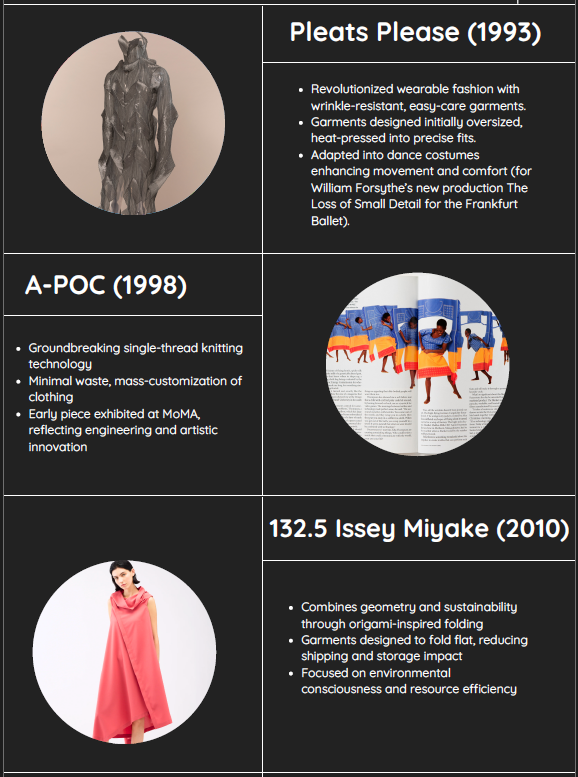 Pleats Please (1993)
Revolutionized wearable fashion with
wrinkle-resistant, easy-care garments.
Garments designed initially oversized,
heat-pressed into precise fits.
Adapted into dance costumes
enhancing movement and comfort (for
William Forsythe's new production The
Loss of Small Detail for the Frankfurt
Ballet).
A-POC (1998)
Groundbreaking single-thread knitting
technology
Minimal waste, mass-customization of
clothing
Early piece exhibited at MoMA,
reflecting engineering and artistic
innovation
132.5 Issey Miyake (2010)
Combines geometry and sustainability
through origami-inspired folding
Garments designed to fold flat, reducing
shipping and storage impact
Focused on environmental
consciousness and resource efficiency